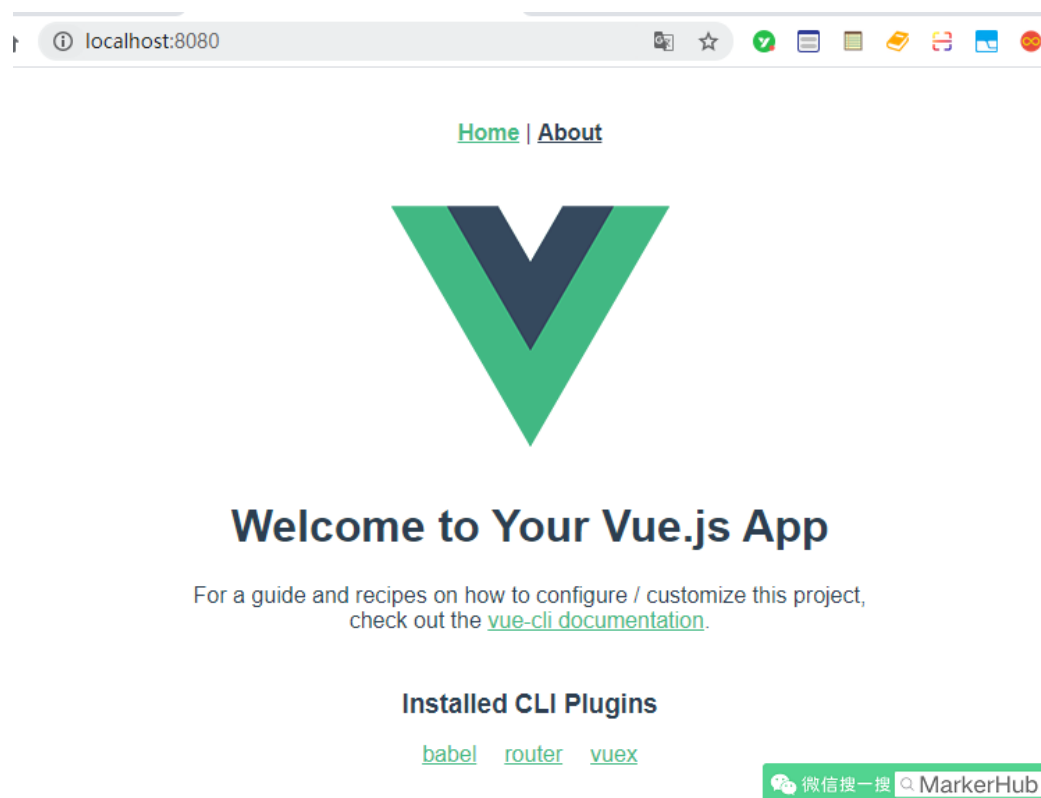 localhost:8080
Home | About
Welcome to Your Vue.js App
For a guide and recipes on how to configure / customize this project,
check out the vue-cli documentation.
Installed CLI Plugins
babel router vuex
微信搜一搜 MarkerHub